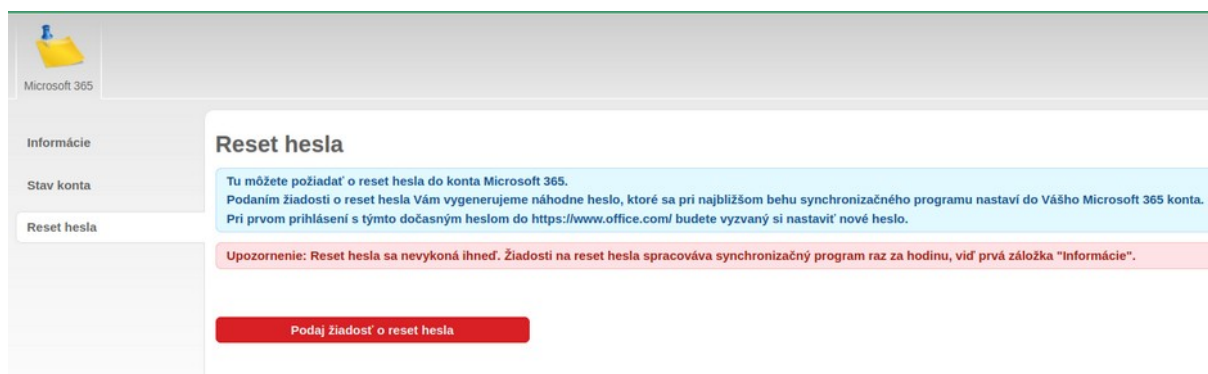 Microsoft 365
Informácie
Stav konta
Reset hesla
Reset hesla
Tu môžete požiadať o reset hesla do konta Microsoft 365.
Podaním žiadosti o reset hesla Vám vygenerujeme náhodne heslo, ktoré sa pri najbližšom behu synchronizačného programu nastaví do Vášho Microsoft 365 konta.
Pri prvom prihlásení s týmto dočasným heslom do https://www.office.com/ budete vyzvaný si nastaviť nové heslo.
Upozornenie: Reset hesla sa nevykoná ihneď. Žiadosti na reset hesla spracováva synchronizačný program raz za hodinu, viď prvá záložka "Informácie".
Podaj žiadosť o reset hesla